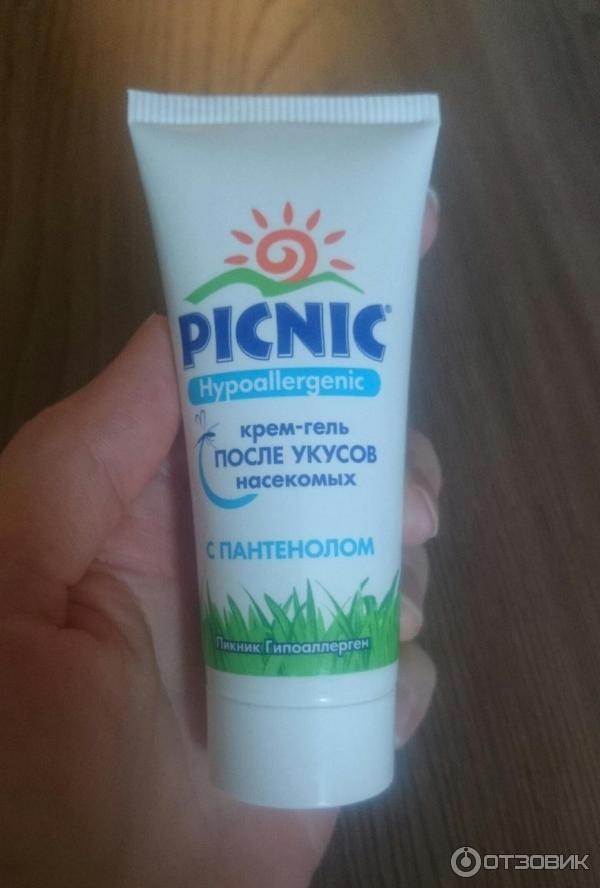 PICNIC®
Hypoallergenic
крем-гель
ПОСЛЕ УКУСОВ
насекомых
С ПАНТЕНОЛОМ
Пикник Гипоаллерген
ОТЗОВИК